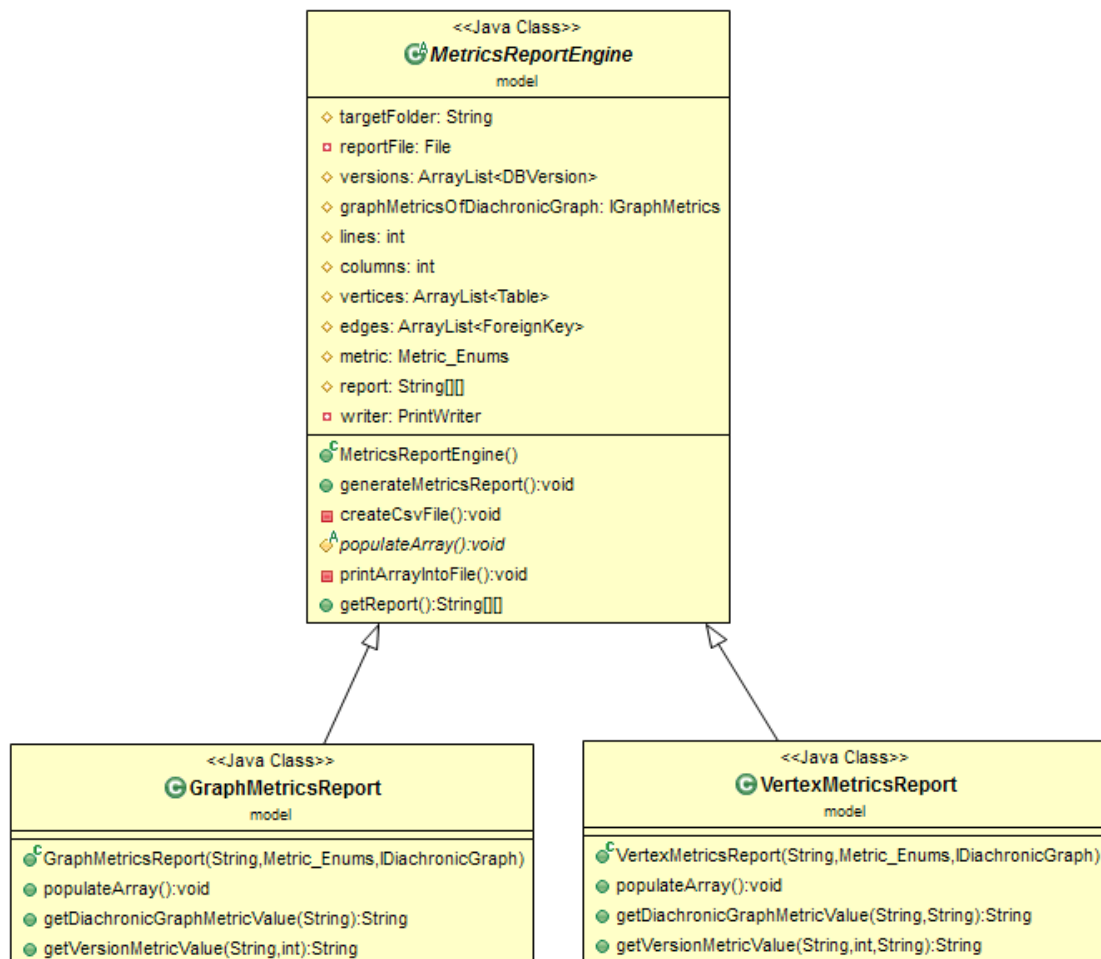 <<Java Class>>
MetricsReportEngine
model
targetFolder: String
reportFile: File
versions: ArrayList<DBVersion>
graphMetricsOfDiachronicGraph: IGraphMetrics
lines: int
columns: int
vertices: ArrayList<Table>
edges: ArrayList<ForeignKey>
metric: Metric_Enums
report: String[][]
writer: PrintWriter
MetricsReportEngine()
generateMetricsReport():void
createCsvFile():void
populateArray():void
printArrayIntoFile():void
getReport():String[][]
<<Java Class>>
GraphMetricsReport
model
GraphMetricsReport(String,Metric_Enums,IDiachronicGraph)
populateArray():void
getDiachronicGraphMetricValue(String):String
getVersionMetricValue(String,int):String
<<Java Class>>
VertexMetricsReport
model
VertexMetricsReport(String,Metric_Enums,IDiachronicGraph)
populateArray():void
getDiachronicGraphMetricValue(String,String):String
getVersionMetricValue(String,int,String):String